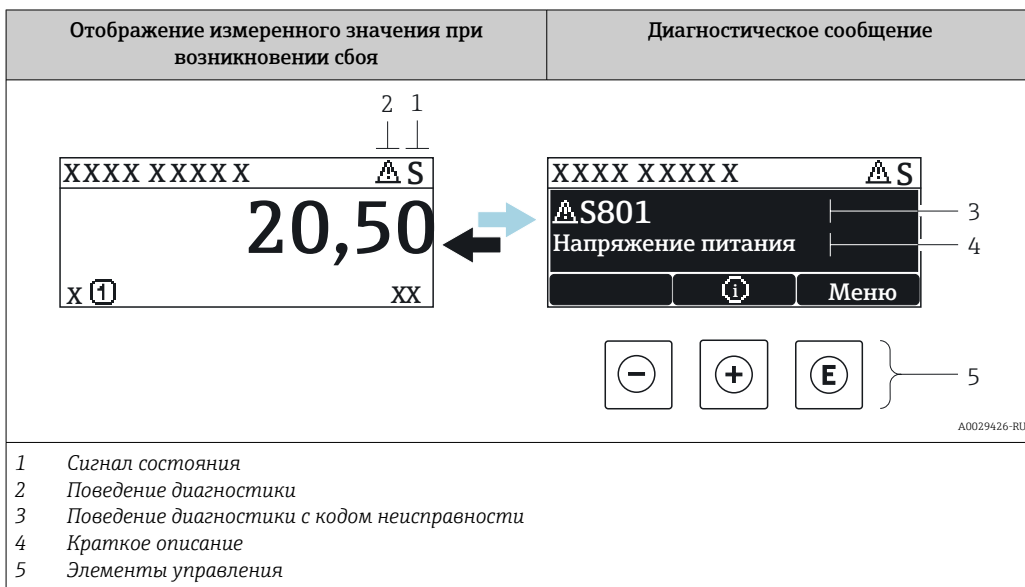 Отображение измеренного значения при
возникновении сбоя
Диагностическое сообщение
2 1
XXXX XXXXX ⚠ S
20,50
X 1 XX
XXXX XXXXX ⚠ S
⚠S801
Напряжение питания
i Меню
3
4
− + E
5
A0029426-RU
1 Сигнал состояния
2 Поведение диагностики
3 Поведение диагностики с кодом неисправности
4 Краткое описание
5 Элементы управления